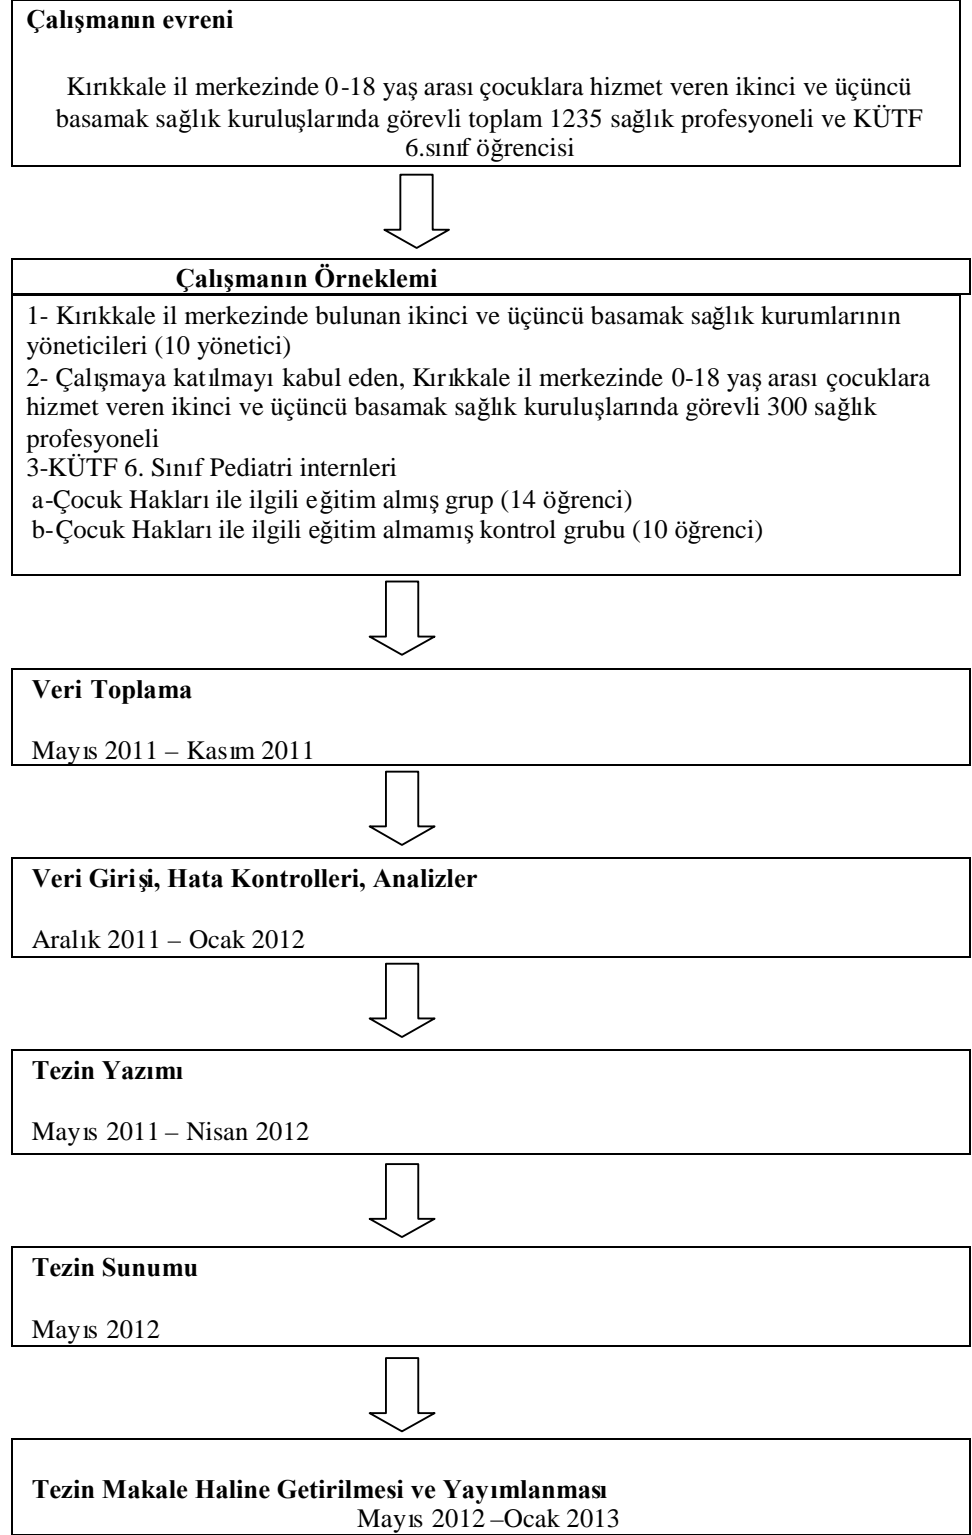 Çalışmanın evreni
Kırıkkale il merkezinde 0-18 yaş arası çocuklara hizmet veren ikinci ve üçüncü
basamak sağlık kuruluşlarında görevli toplam 1235 sağlık profesyoneli ve KÜTF
6.sınıf öğrencisi
Çalışmanın Örneklemi
1- Kırıkkale il merkezinde bulunan ikinci ve üçüncü basamak sağlık kurumlarının
yöneticileri (10 yönetici)
2- Çalışmaya katılmayı kabul eden, Kırıkkale il merkezinde 0-18 yaş arası çocuklara
hizmet veren ikinci ve üçüncü basamak sağlık kuruluşlarında görevli 300 sağlık
profesyoneli
3-KÜTF 6. Sınıf Pediatri internleri
a-Çocuk Hakları ile ilgili eğitim almış grup (14 öğrenci)
b-Çocuk Hakları ile ilgili eğitim almamış kontrol grubu (10 öğrenci)
Veri Toplama
Mayıs 2011 – Kasım 2011
Veri Girişi, Hata Kontrolleri, Analizler
Aralık 2011 – Ocak 2012
Tezin Yazımı
Mayıs 2011 – Nisan 2012
Tezin Sunumu
Mayıs 2012
Tezin Makale Haline Getirilmesi ve Yayımlanması
Mayıs 2012 –Ocak 2013